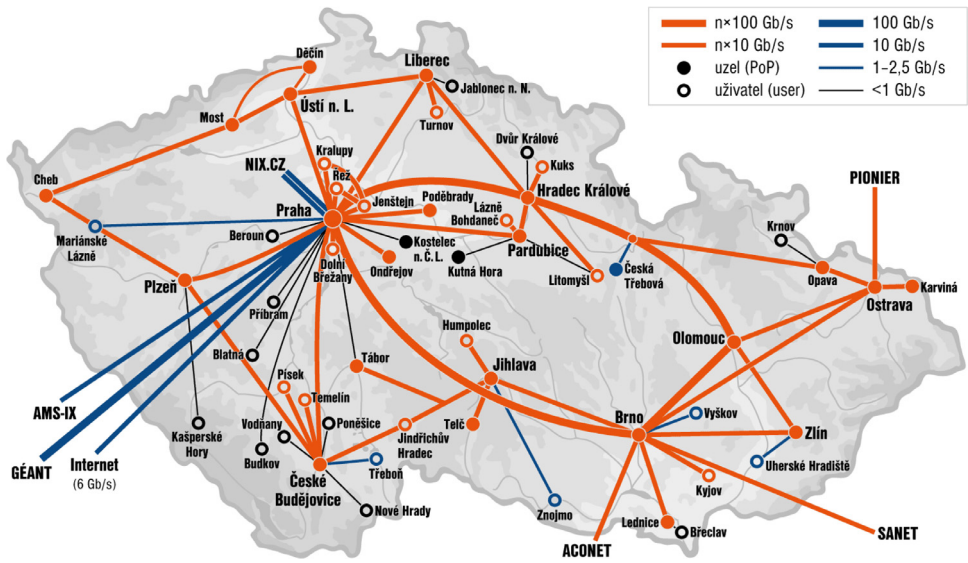 n×100 Gb/s
100 Gb/s
n×10 Gb/s
10 Gb/s
uzel (PoP)
1–2,5 Gb/s
uživatel (user)
<1 Gb/s
Děčín
Liberec
Jablonec n. N.
Ústí n. L.
Most
Turnov
Dvůr Králové
Kralupy
Kuks
NIX.CZ
Řež
Cheb
Jenštejn
Poděbrady
Hradec Králové
PIONIER
Praha
Lázně
Bohdaneč
Mariánské
Lázně
Beroun
Kostelec
n. Č. L.
Pardubice
Krnov
Dolní
Břežany
Ondřejov
Kutná Hora
Litomyšl
Česká
Třebová
Opava
Plzeň
Ostrava
Karviná
Příbram
Humpolec
Olomouc
Blatná
Tábor
Jihlava
Písek
AMS-IX
Temelín
Brno
Vyškov
Vodňany
Poněšice
Telč
Zlín
Kašperské
Hory
Jindřichův
Hradec
GÉANT
Internet
(6 Gb/s)
Budkov
Třeboň
Uherské Hradiště
České
Budějovice
Kyjov
Nové Hrady
Znojmo
Lednice
Břeclav
SANET
ACONET